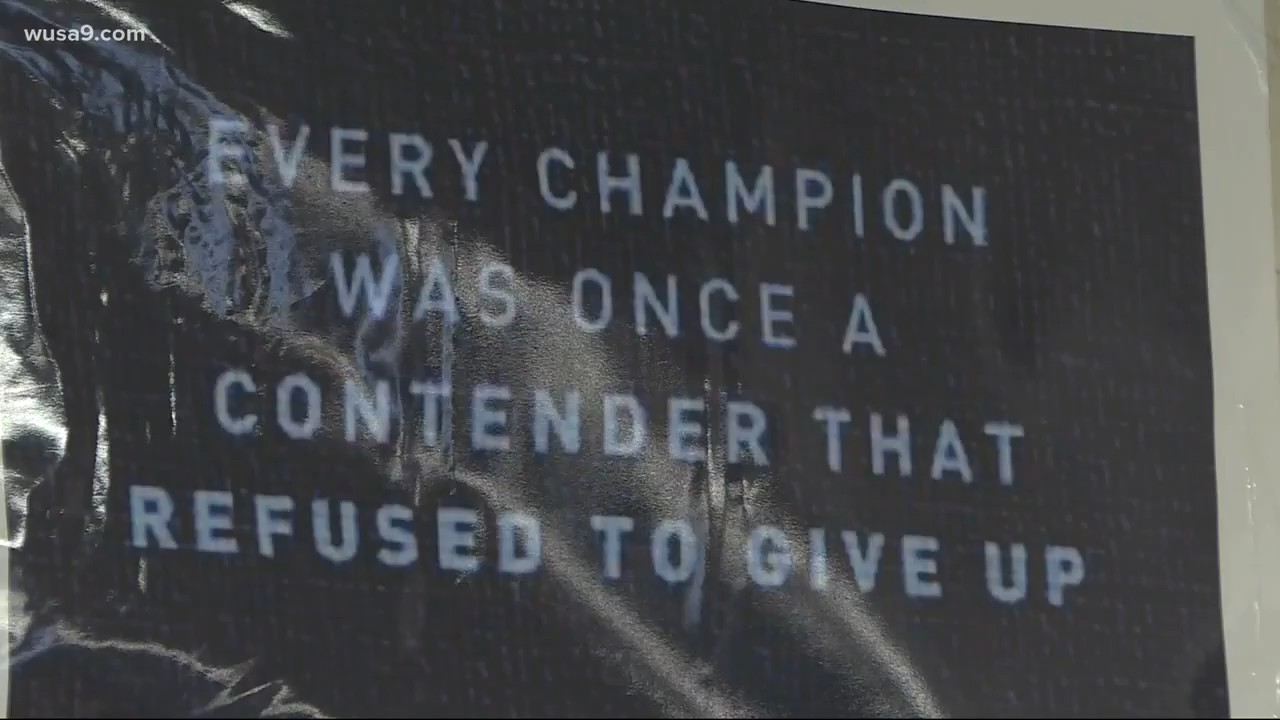 wusa9.com
EVERY CHAMPION
WAS ONCE A
CONTENDER THAT
REFUSED TO GIVE UP